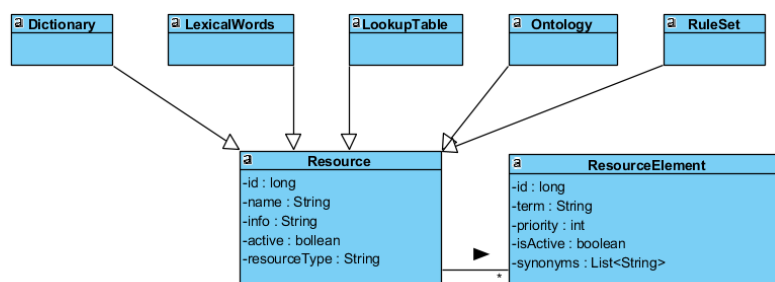 a Dictionary
a LexicalWords
a LookupTable
a Ontology
a RuleSet
a Resource
-id : long
-name : String
-info : String
-active : bollean
-resourceType : String
a ResourceElement
-id : long
-term : String
-priority : int
-isActive : boolean
-synonyms : List<String>
*